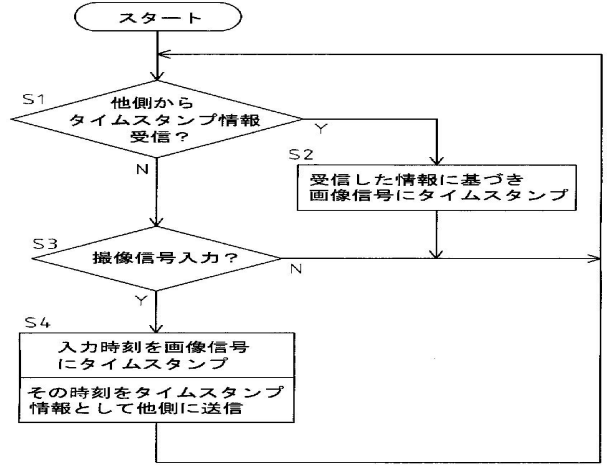 スタート
S1
他側から
タイムスタンプ情報
受信?
Y
N
S2
受信した情報に基づき
画像信号にタイムスタンプ
S3
撮像信号入力?
N
Y
S4
入力時刻を画像信号
にタイムスタンプ
その時刻をタイムスタンプ
情報として他側に送信